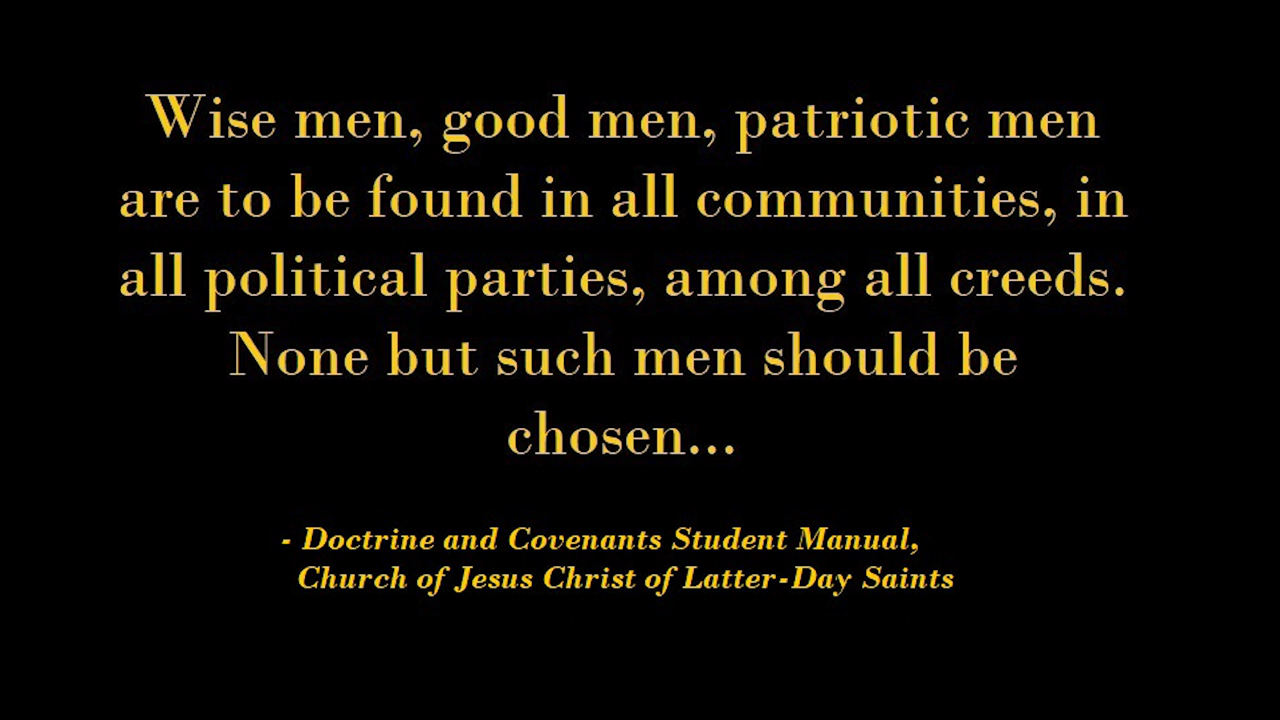 Wise men, good men, patriotic men
are to be found in all communities, in
all political parties, among all creeds.
None but such men should be
chosen...
- Doctrine and Covenants Student Manual,
Church of Jesus Christ of Latter-Day Saints